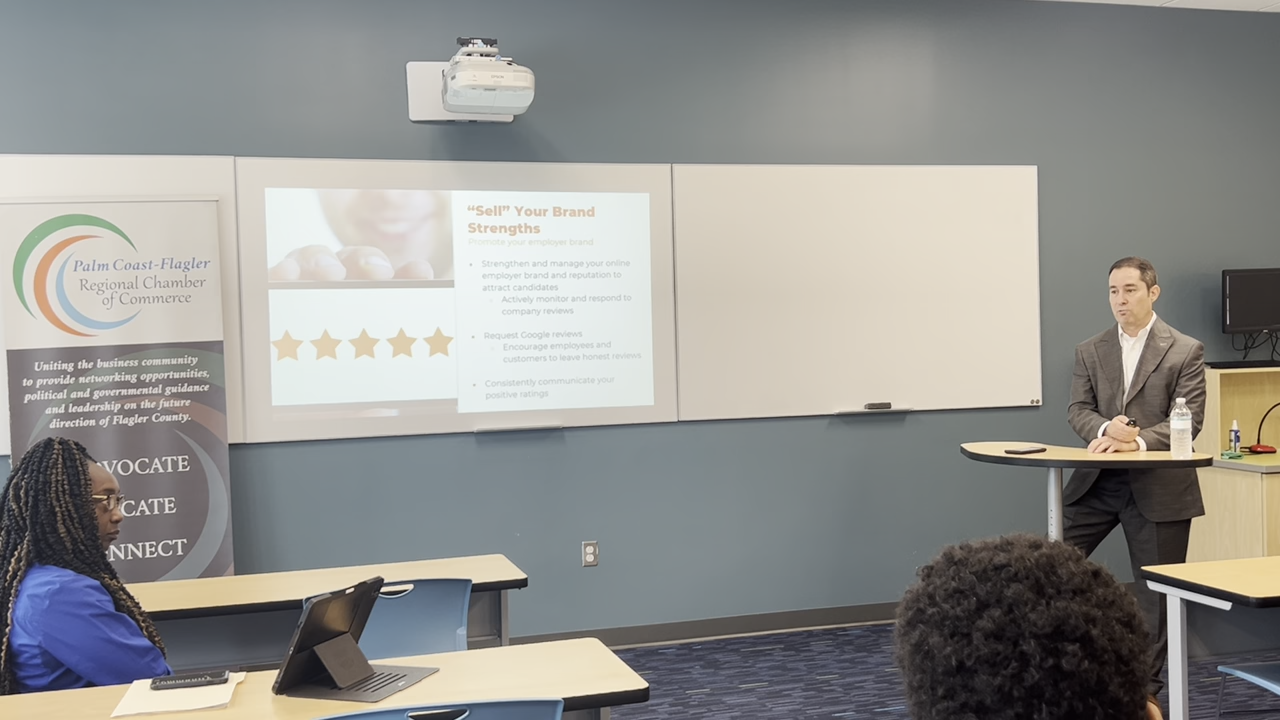 Palm Coast-Flagler
Regional Chamber
of Commerce
Uniting the business community
to provide networking opportunities,
political and governmental guidance
and leadership on the future
direction of Flagler County.
VOCATE
CATE
NNECT
“Sell” Your Brand
Strengths
Promote your employer brand
• Strengthen and manage your online
employer brand and reputation to
attract candidates
Actively monitor and respond to
company reviews
• Request Google reviews
Encourage employees and
customers to leave honest reviews
• Consistently communicate your
positive ratings